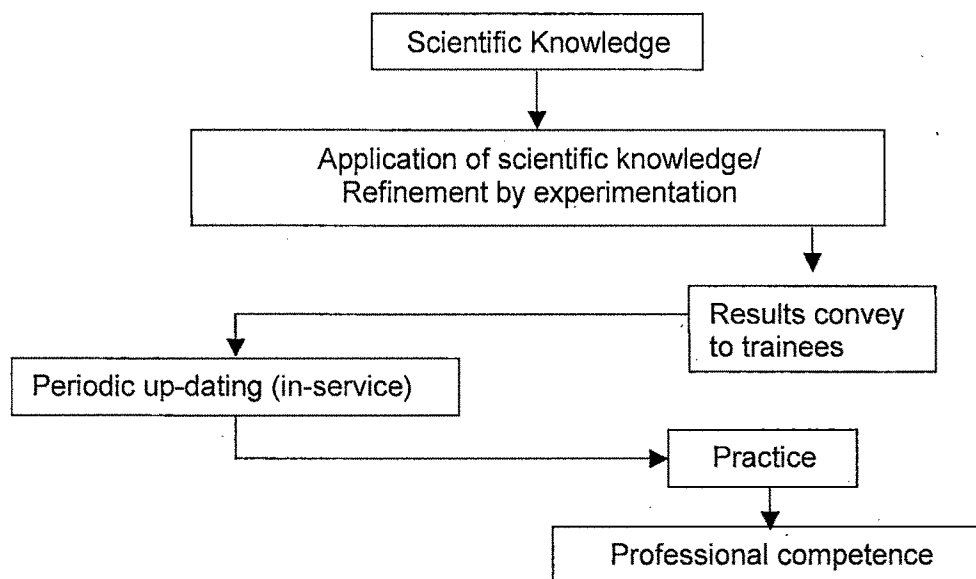 Scientific Knowledge
Application of scientific knowledge/
Refinement by experimentation
Results convey
to trainees
Periodic up-dating (in-service)
Practice
Professional competence